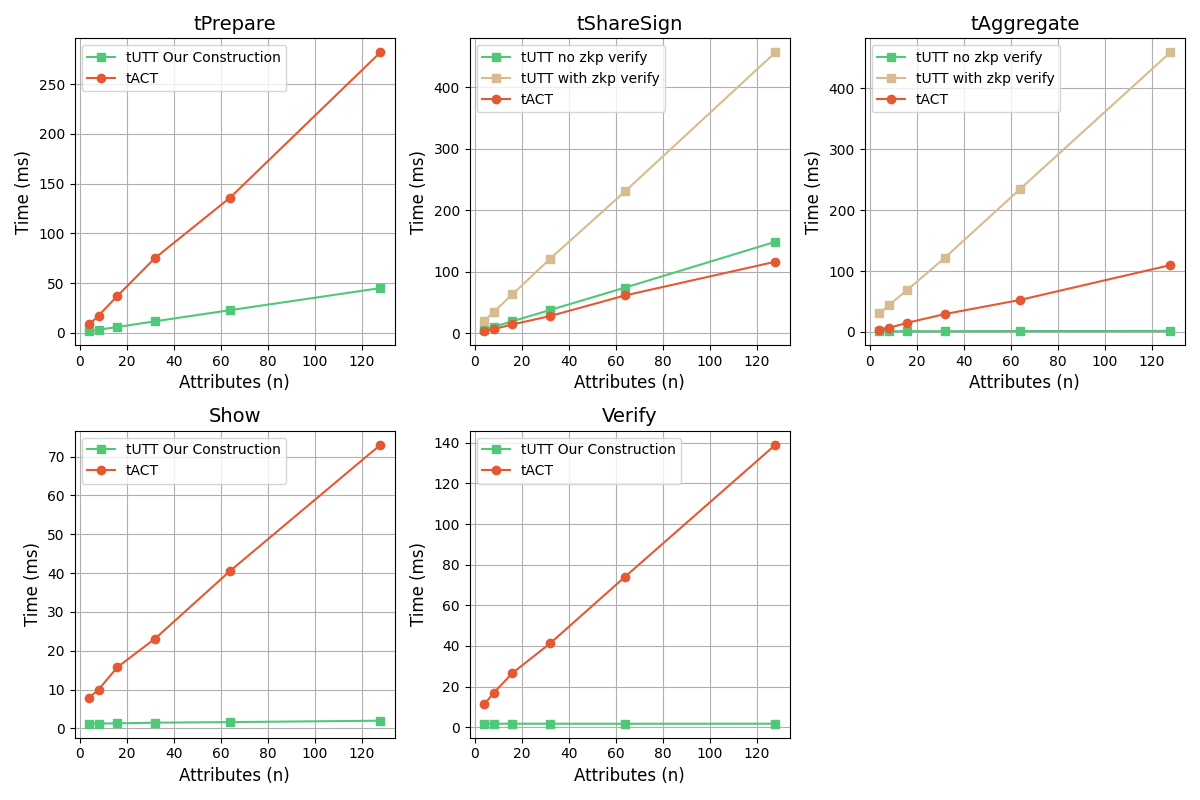 tPrepare
tUTT Our Construction
tACT
250
200
150
100
50
0
Time (ms)
0 20 40 60 80 100 120
Attributes (n)
tShareSign
tUTT no zkp verify
tUTT with zkp verify
tACT
400
300
200
100
0
Time (ms)
0 20 40 60 80 100 120
Attributes (n)
tAggregate
tUTT no zkp verify
tUTT with zkp verify
tACT
400
300
200
100
0
Time (ms)
0 20 40 60 80 100 120
Attributes (n)
Show
tUTT Our Construction
tACT
70
60
50
40
30
20
10
0
Time (ms)
0 20 40 60 80 100 120
Attributes (n)
Verify
tUTT Our Construction
tACT
140
120
100
80
60
40
20
0
Time (ms)
0 20 40 60 80 100 120
Attributes (n)